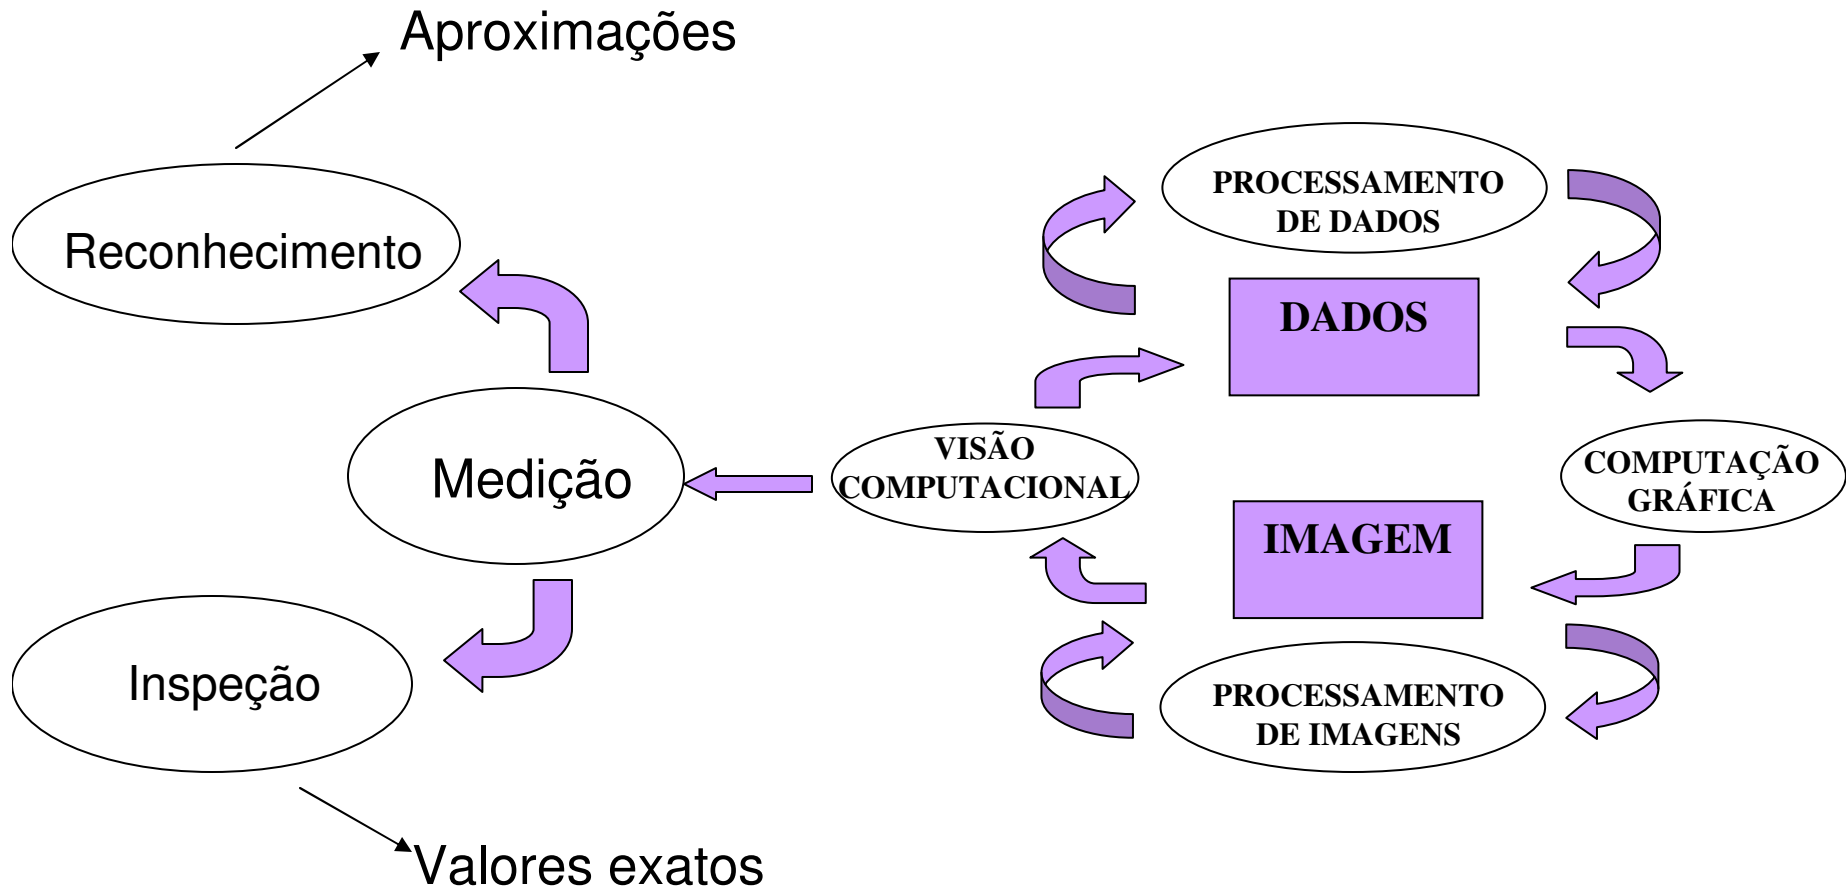 Aproximações
Reconhecimento
Medição
Inspeção
Valores exatos
PROCESSAMENTO
DE DADOS
DADOS
VISÃO
COMPUTACIONAL
COMPUTAÇÃO
GRÁFICA
IMAGEM
PROCESSAMENTO
DE IMAGENS